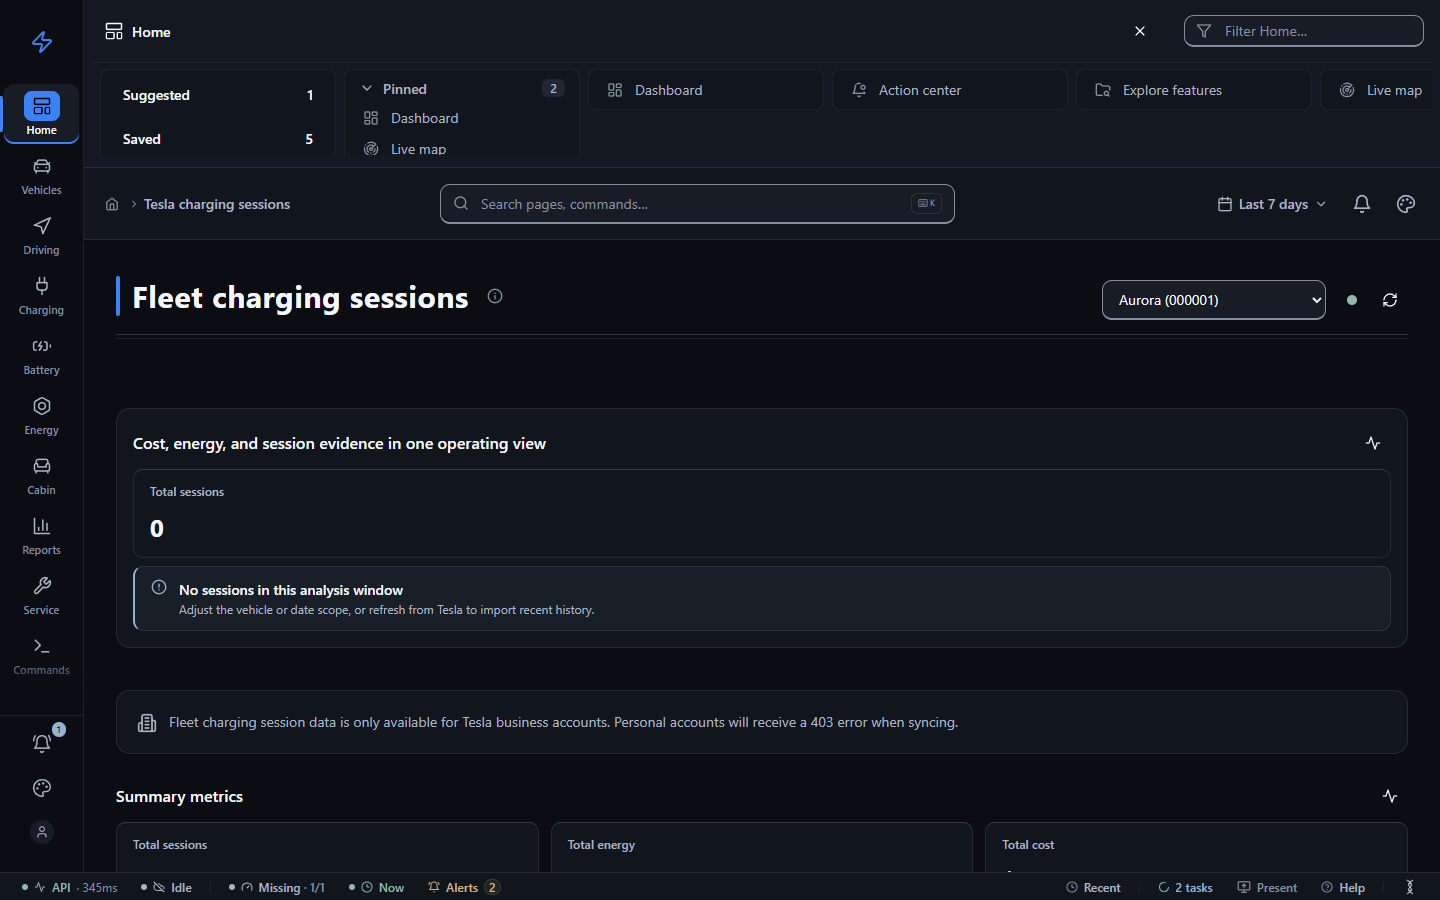 Home
Filter Home...
Suggested 1
Saved 5
Pinned 2
Dashboard
Live map
Dashboard
Action center
Explore features
Live map
Home
Vehicles
Driving
Charging
Battery
Energy
Cabin
Reports
Service
Commands
1
Tesla charging sessions
Search pages, commands...
K
Last 7 days
Fleet charging sessions
Aurora (000001)
Cost, energy, and session evidence in one operating view
Total sessions
0
No sessions in this analysis window
Adjust the vehicle or date scope, or refresh from Tesla to import recent history.
Fleet charging session data is only available for Tesla business accounts. Personal accounts will receive a 403 error when syncing.
Summary metrics
Total sessions
Total energy
Total cost
API · 345ms
Idle
Missing · 1/1
Now
Alerts 2
Recent
2 tasks
Present
Help